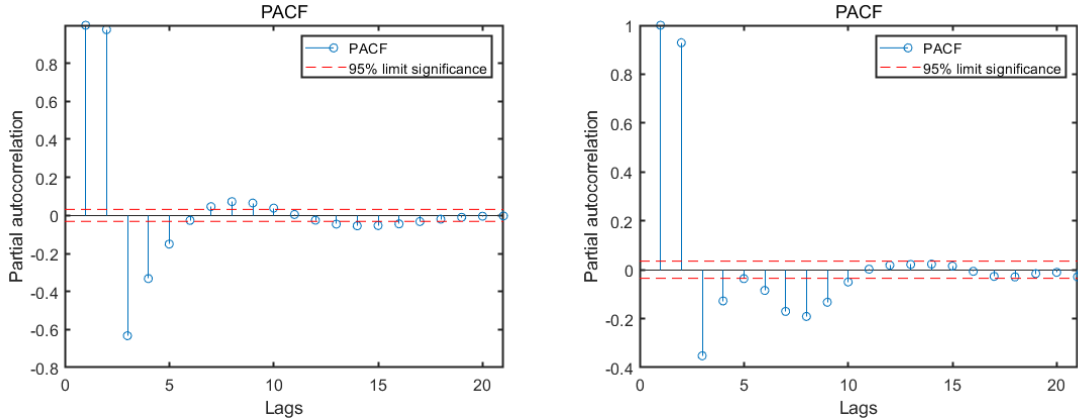 PACF
Partial autocorrelation
0.8
0.6
0.4
0.2
0
-0.2
-0.4
-0.6
-0.8
PACF
95% limit significance
0 5 10 15 20
Lags
PACF
Partial autocorrelation
1
0.8
0.6
0.4
0.2
0
-0.2
-0.4
PACF
95% limit significance
0 5 10 15 20
Lags